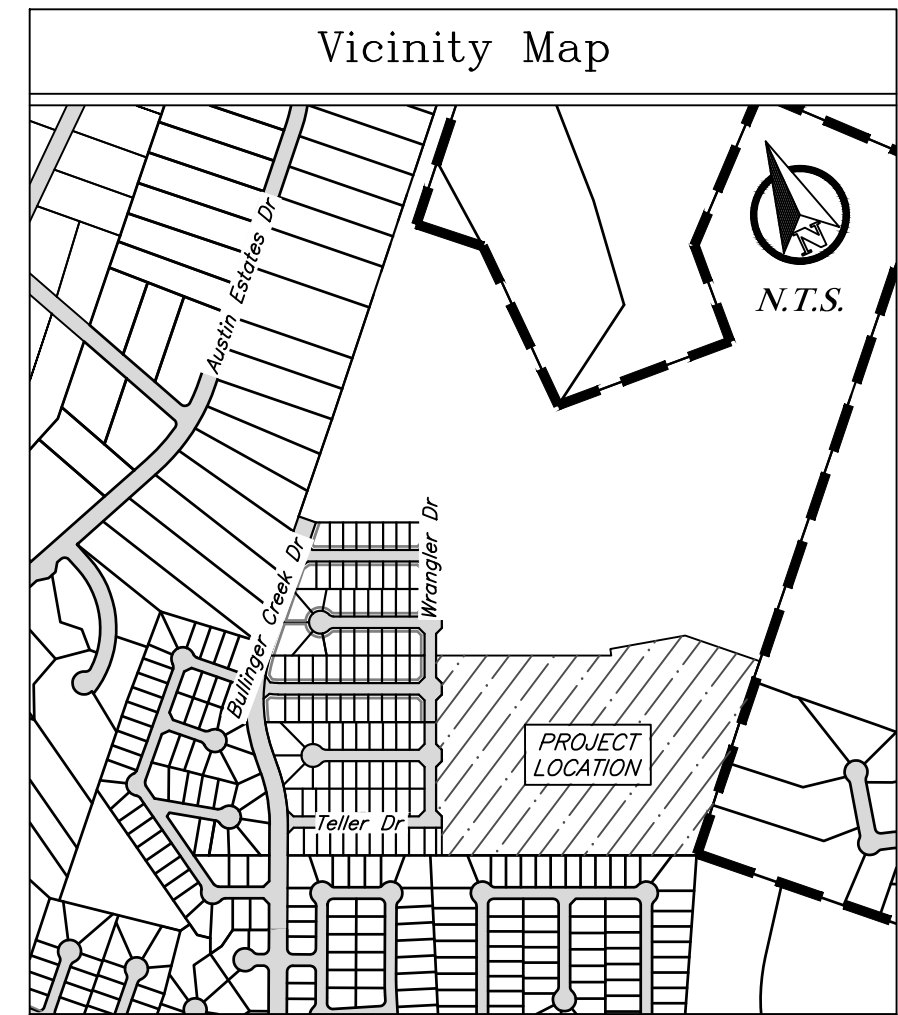 Vicinity Map
Austin Estates Dr
N
N.T.S.
Wrangler Dr
Bullinger Creek Dr
PROJECT
LOCATION
Teller Dr